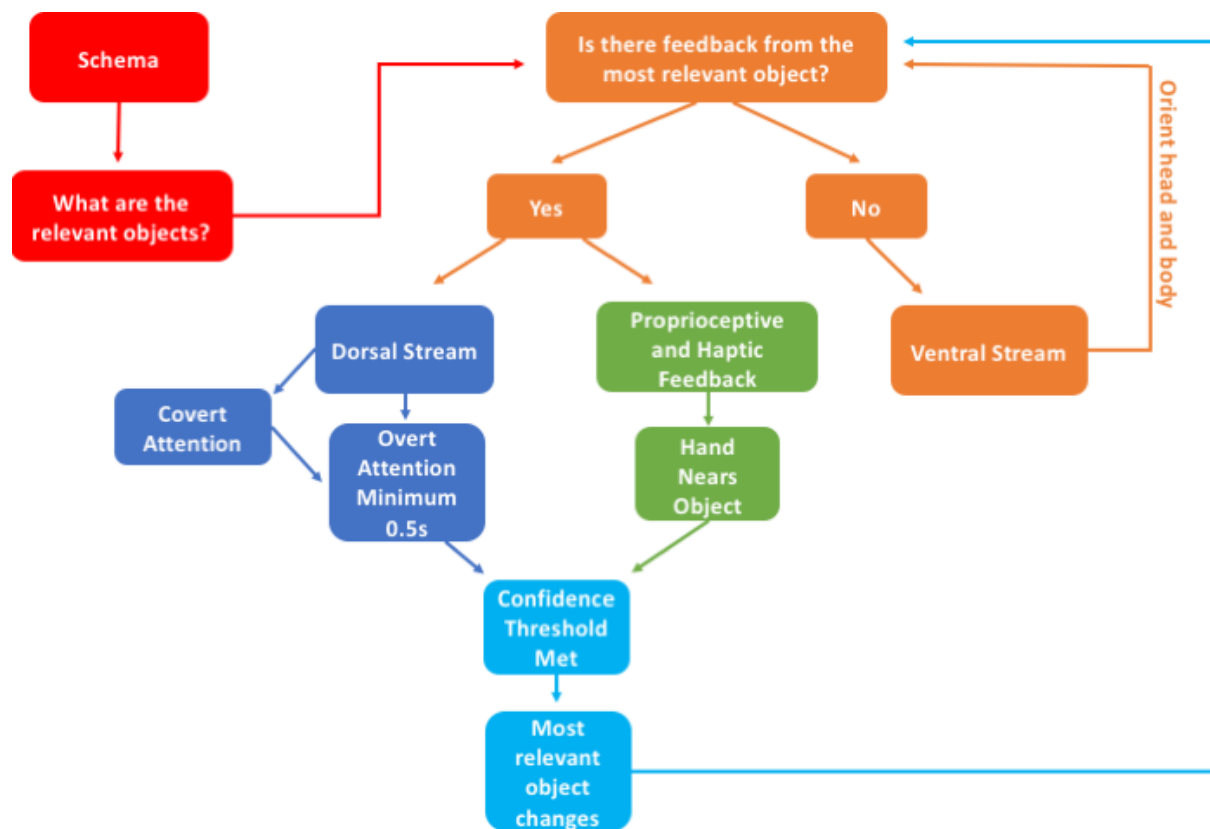 Schema
Is there feedback from the
most relevant object?
What are the
relevant objects?
Yes
No
Orient head and body
Dorsal Stream
Proprioceptive
and Haptic
Feedback
Ventral Stream
Covert
Attention
Overt
Attention
Minimum
0.5s
Hand
Nears
Object
Confidence
Threshold
Met
Most
relevant
object
changes